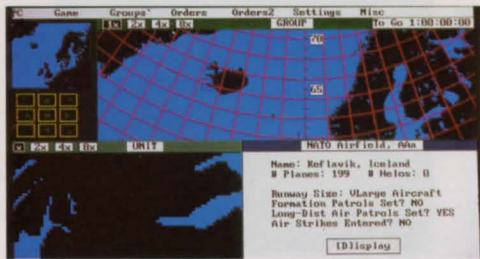 PC Game Groups Orders Orders2 Settings Misc
1x 2x 4x 8x GROUP To Go 1:00:00:00
70
65
2x 4x 8x UNIT
NATO Airfield, AAa
Name: Keflavik, Iceland
# Planes: 199 # Helos: 0
Runway Size: VLarge Aircraft
Formation Patrols Set? NO
Long-Dist Air Patrols Set? YES
Air Strikes Entered? NO
[D]isplay